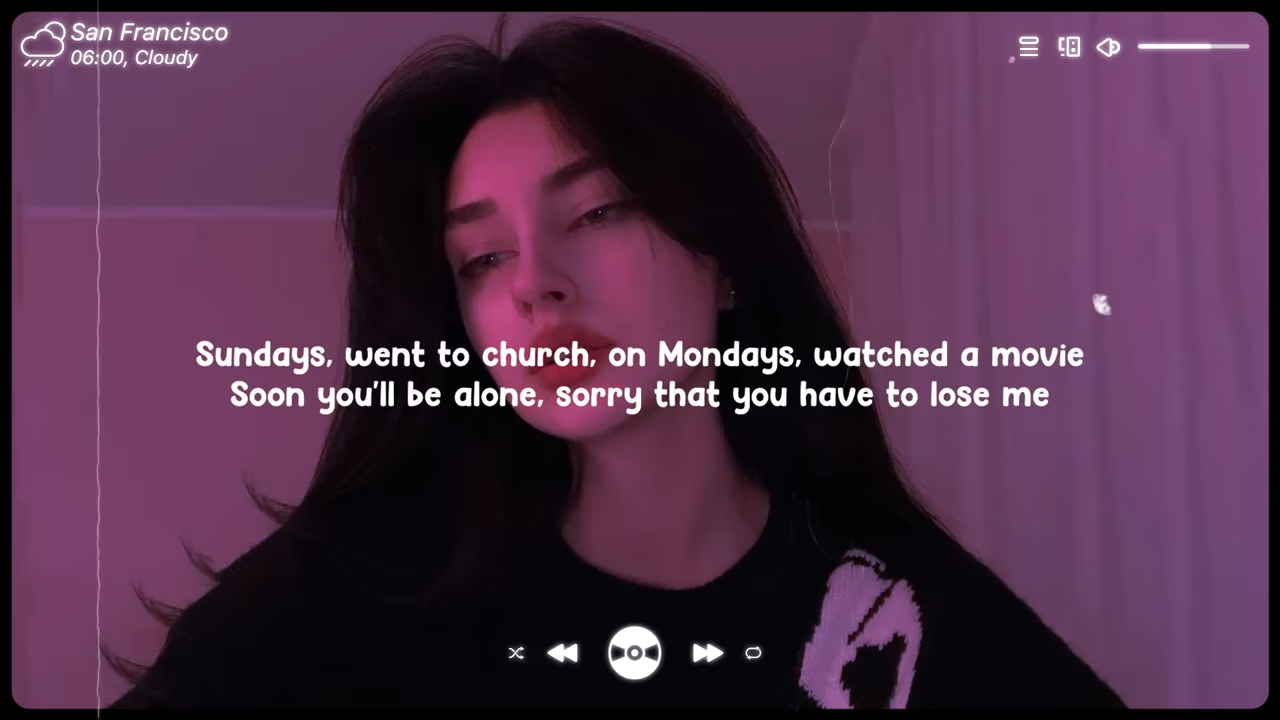 San Francisco
06:00, Cloudy
Sundays, went to church, on Mondays, watched a movie
Soon you'll be alone, sorry that you have to lose me